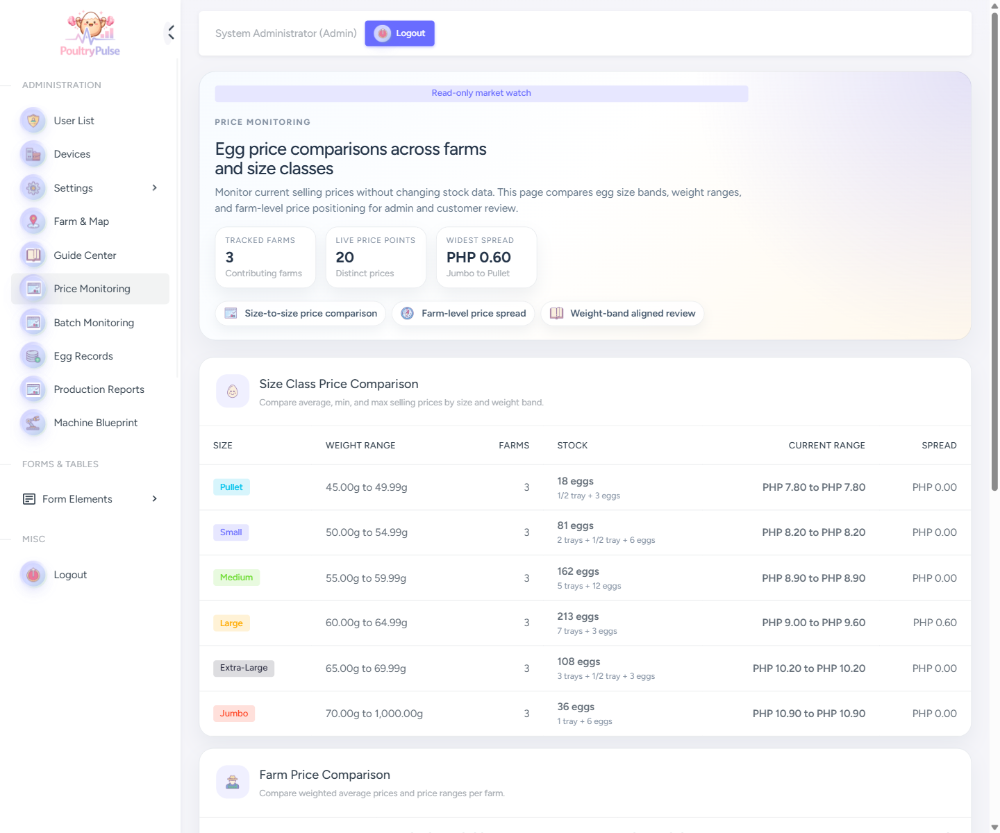 PoultryPulse
ADMINISTRATION
User List
Devices
Settings
Farm & Map
Guide Center
Price Monitoring
Batch Monitoring
Egg Records
Production Reports
Machine Blueprint
FORMS & TABLES
Form Elements
MISC
Logout
System Administrator (Admin)
Logout
Read-only market watch
PRICE MONITORING
Egg price comparisons across farms
and size classes
Monitor current selling prices without changing stock data. This page compares egg size bands, weight ranges,
and farm-level price positioning for admin and customer review.
TRACKED FARMS
3
Contributing farms
LIVE PRICE POINTS
20
Distinct prices
WIDEST SPREAD
PHP 0.60
Jumbo to Pullet
Size-to-size price comparison
Farm-level price spread
Weight-band aligned review
Size Class Price Comparison
Compare average, min, and max selling prices by size and weight band.
SIZE WEIGHT RANGE FARMS STOCK CURRENT RANGE SPREAD
Pullet 45.00g to 49.99g 3 18 eggs PHP 7.80 to PHP 7.80 PHP 0.00
1/2 tray + 3 eggs
Small 50.00g to 54.99g 3 81 eggs PHP 8.20 to PHP 8.20 PHP 0.00
2 trays + 1/2 tray + 6 eggs
Medium 55.00g to 59.99g 3 162 eggs PHP 8.90 to PHP 8.90 PHP 0.00
5 trays + 12 eggs
Large 60.00g to 64.99g 3 213 eggs PHP 9.00 to PHP 9.60 PHP 0.60
7 trays + 3 eggs
Extra-Large 65.00g to 69.99g 3 108 eggs PHP 10.20 to PHP 10.20 PHP 0.00
3 trays + 1/2 tray + 3 eggs
Jumbo 70.00g to 1,000.00g 3 36 eggs PHP 10.90 to PHP 10.90 PHP 0.00
1 tray + 6 eggs
Farm Price Comparison
Compare weighted average prices and price ranges per farm.